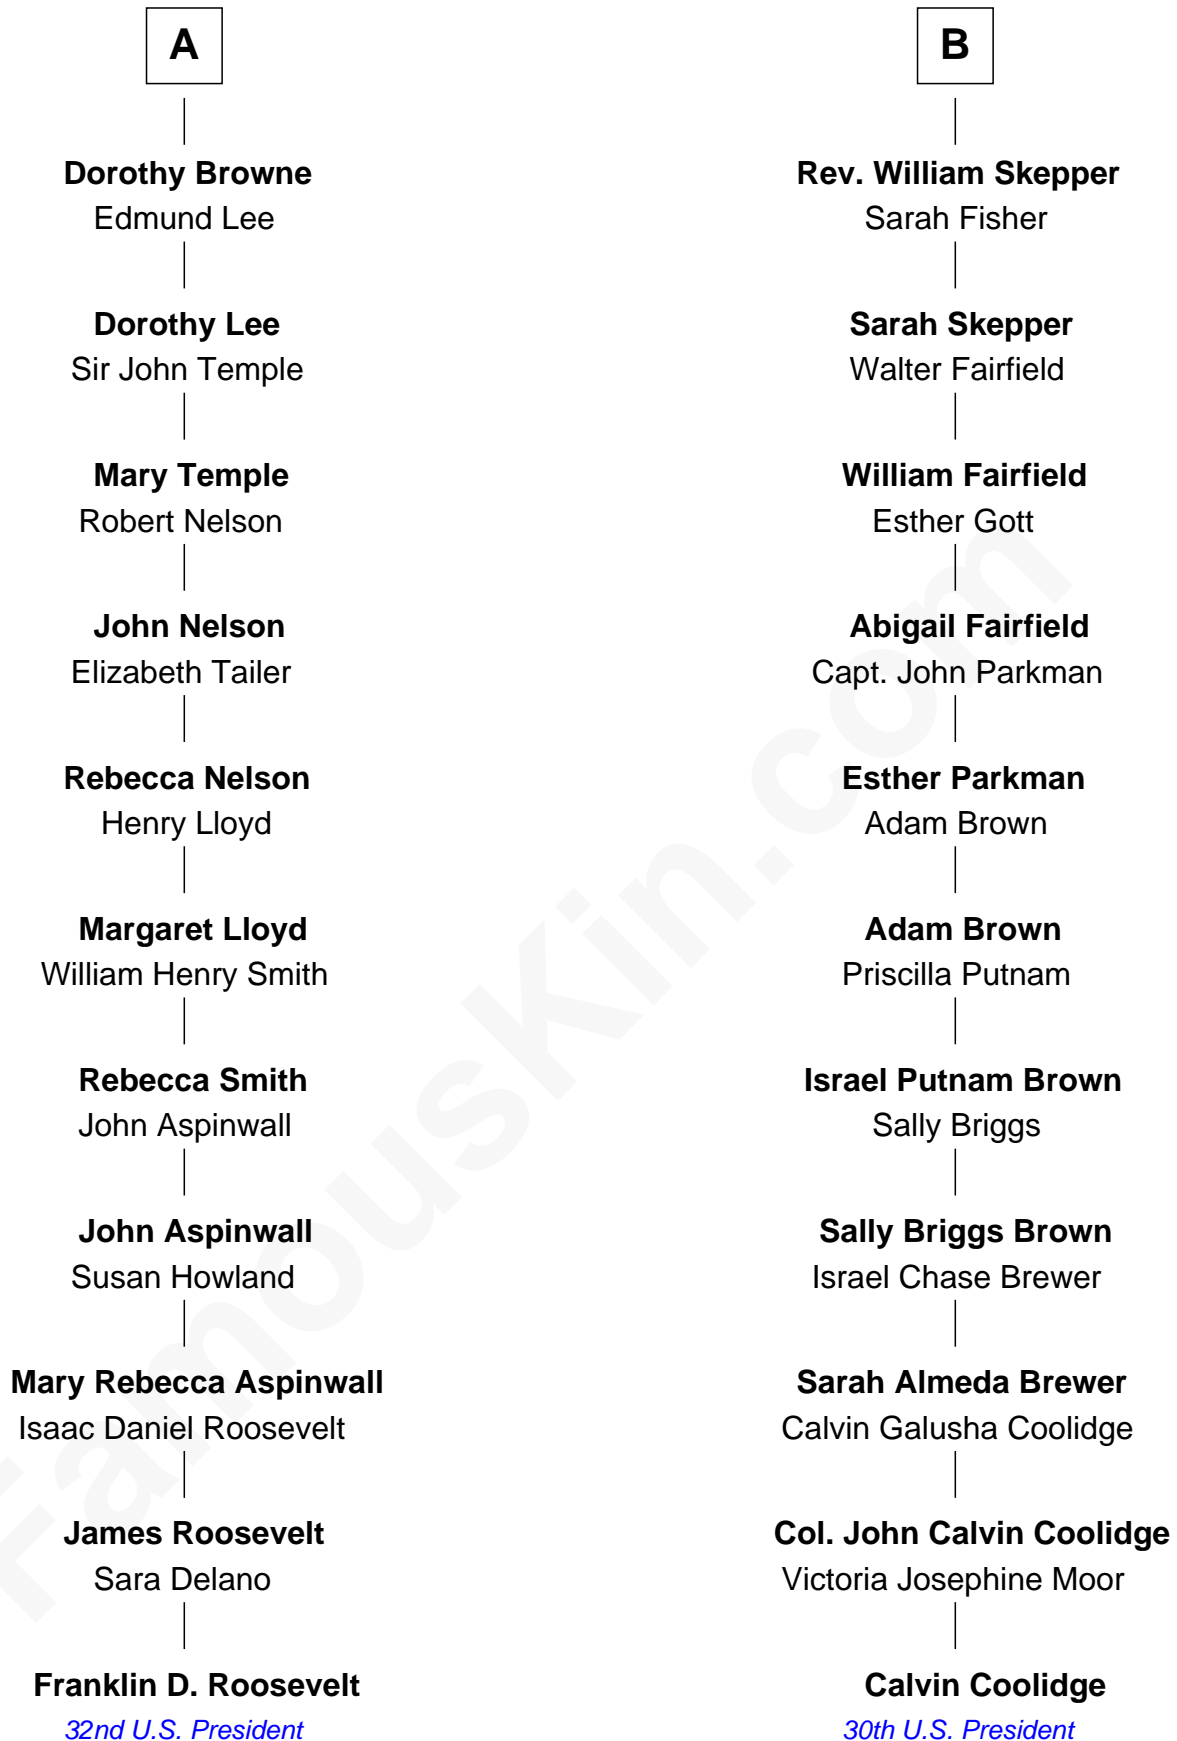 A
Dorothy Browne
Edmund Lee
Dorothy Lee
Sir John Temple
Mary Temple
Robert Nelson
John Nelson
Elizabeth Tailer
Rebecca Nelson
Henry Lloyd
Margaret Lloyd
William Henry Smith
Rebecca Smith
John Aspinwall
John Aspinwall
Susan Howland
Mary Rebecca Aspinwall
Isaac Daniel Roosevelt
James Roosevelt
Sara Delano
Franklin D. Roosevelt
32nd U.S. President
B
Rev. William Skepper
Sarah Fisher
Sarah Skepper
Walter Fairfield
William Fairfield
Esther Gott
Abigail Fairfield
Capt. John Parkman
Esther Parkman
Adam Brown
Adam Brown
Priscilla Putnam
Israel Putnam Brown
Sally Briggs
Sally Briggs Brown
Israel Chase Brewer
Sarah Almeda Brewer
Calvin Galusha Coolidge
Col. John Calvin Coolidge
Victoria Josephine Moor
Calvin Coolidge
30th U.S. President
FamousKin.com